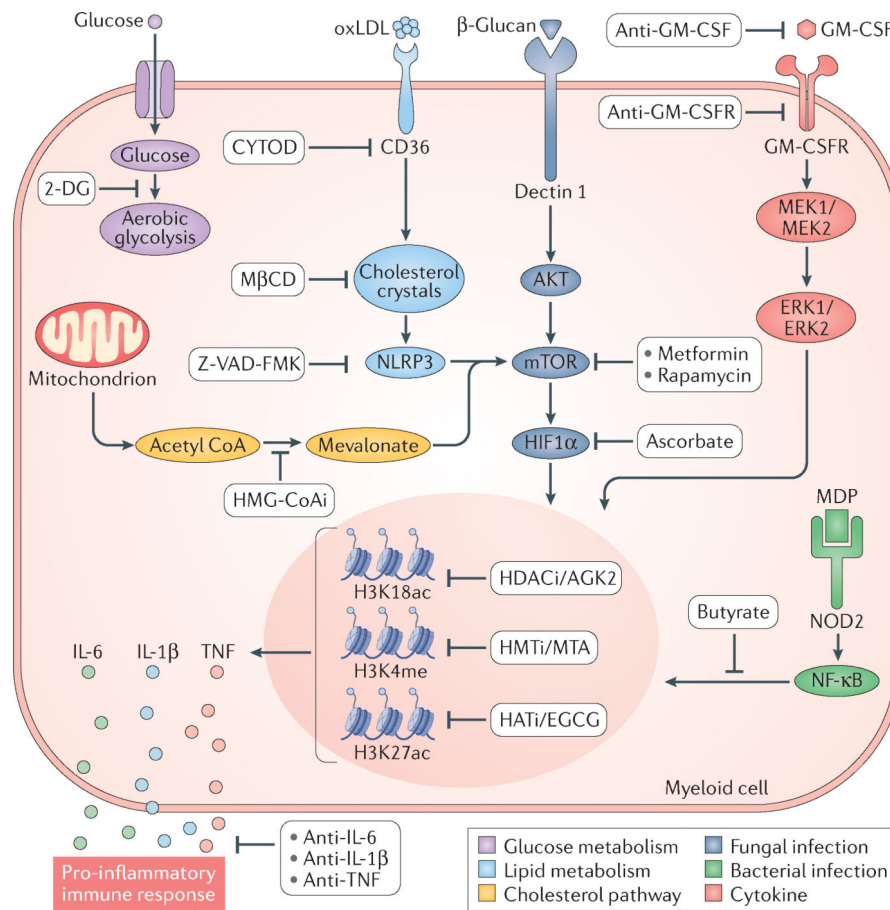 Glucose
oxLDL
β-Glucan
Anti-GM-CSF
GM-CSF
Anti-GM-CSFR
CYTOD
CD36
GM-CSFR
Glucose
2-DG
Dectin 1
Aerobic
glycolysis
MEK1/
MEK2
MβCD
Cholesterol
crystals
AKT
ERK1/
ERK2
Mitochondrion
Z-VAD-FMK
NLRP3
mTOR
• Metformin
• Rapamycin
Acetyl CoA
Mevalonate
HIF1α
Ascorbate
HMG-CoAi
MDP
H3K18ac
HDACi/AGK2
NOD2
Butyrate
IL-6
IL-1β
TNF
H3K4me
HMTi/MTA
NF-κB
H3K27ac
HATi/EGCG
Myeloid cell
Pro-inflammatory
immune response
• Anti-IL-6
• Anti-IL-1β
• Anti-TNF
Glucose metabolism
Lipid metabolism
Cholesterol pathway
Fungal infection
Bacterial infection
Cytokine